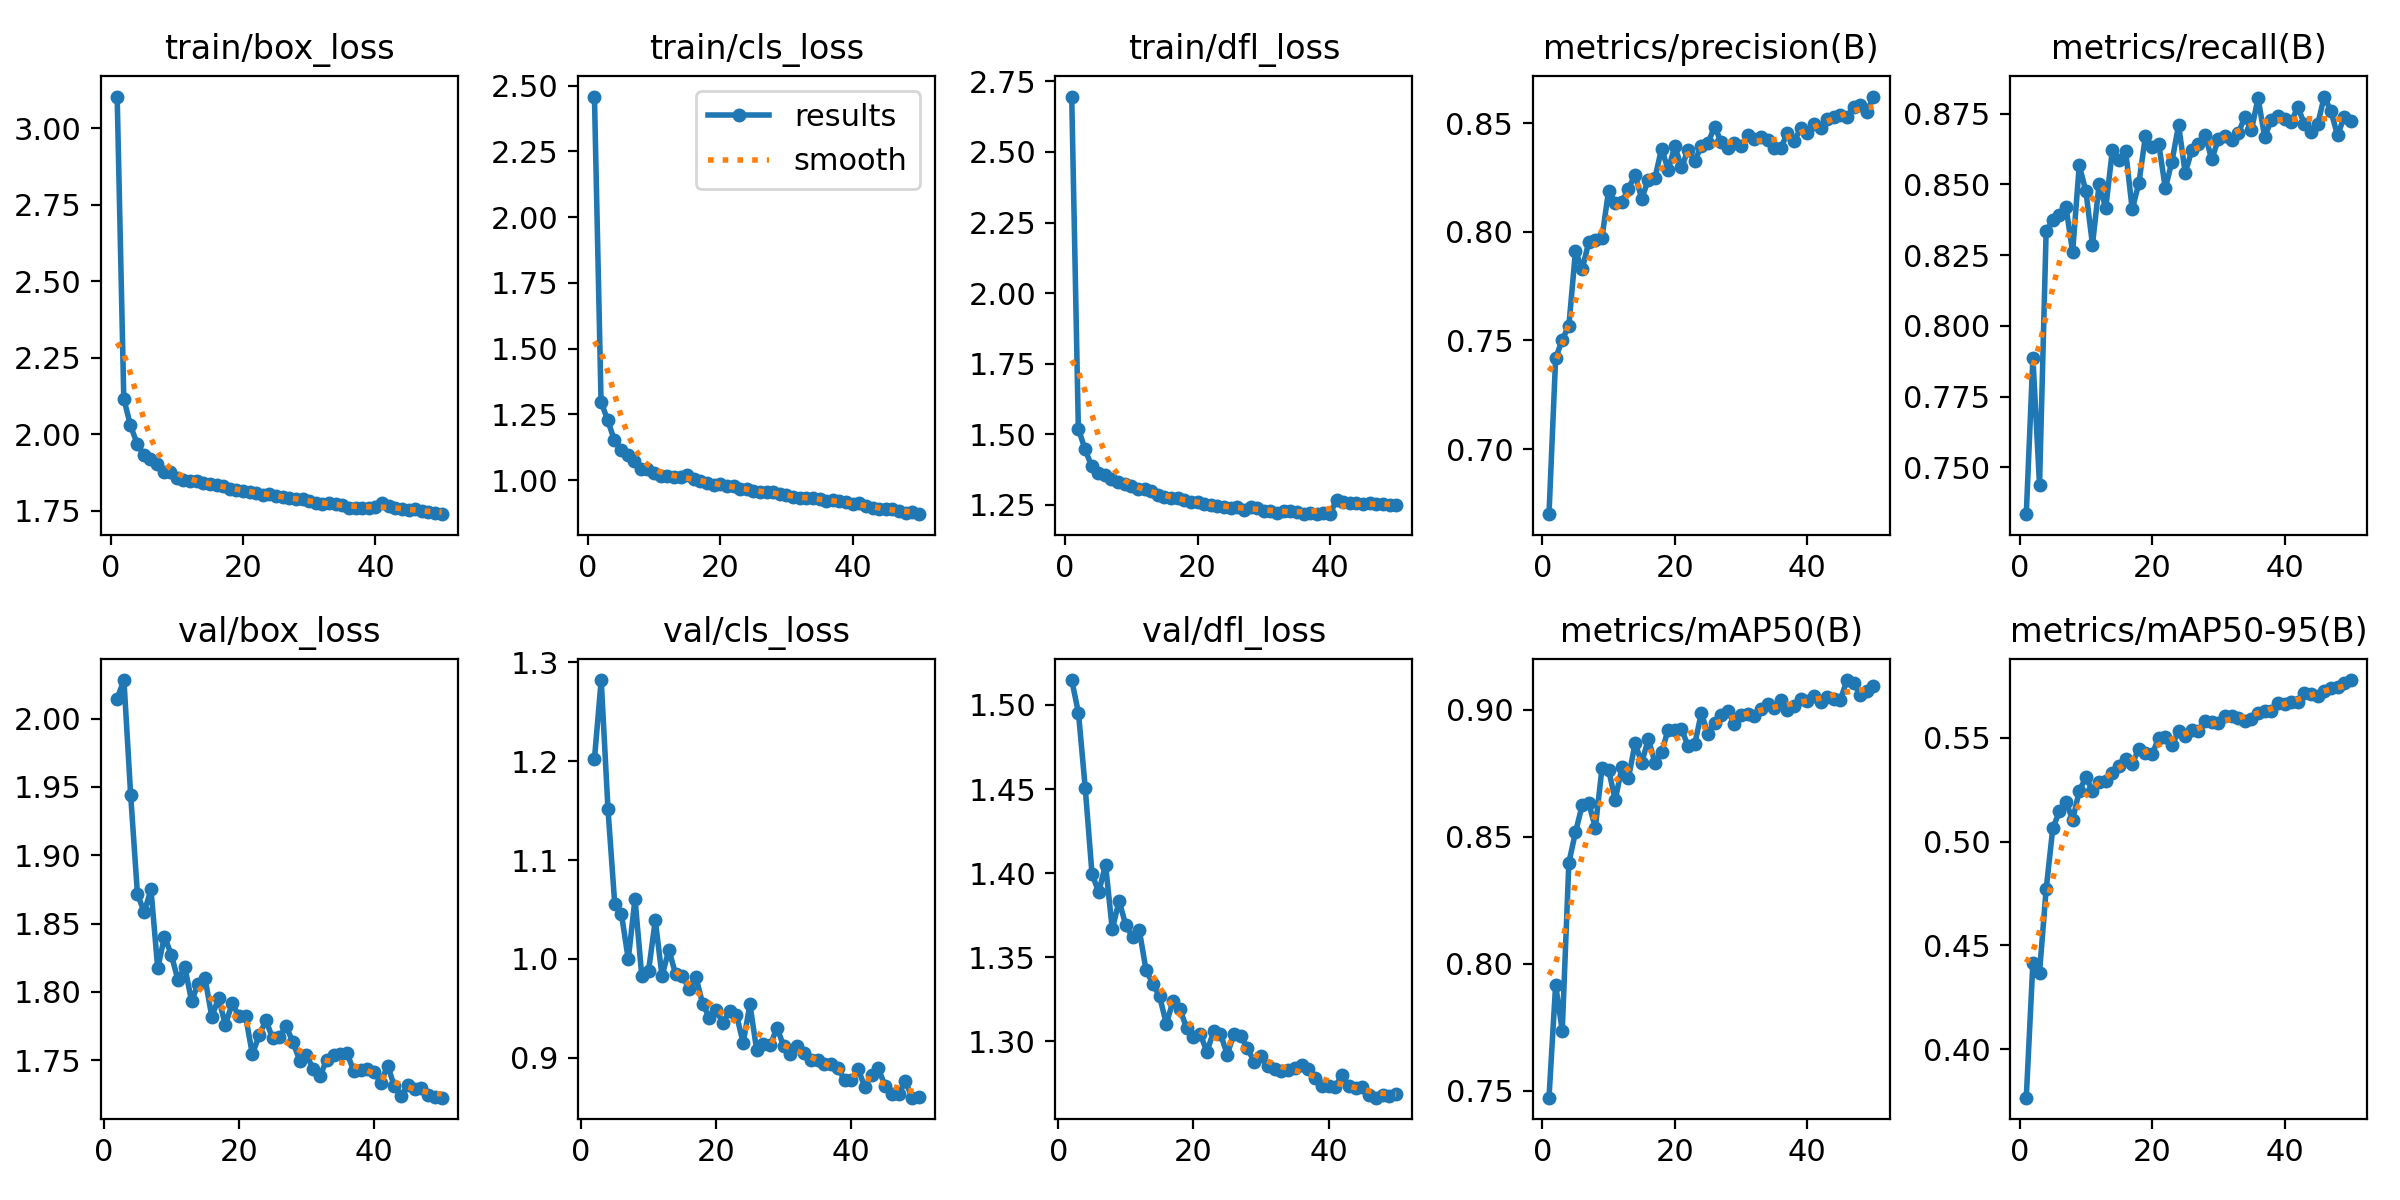 train/box_loss
3.00
2.75
2.50
2.25
2.00
1.75
0 20 40
train/cls_loss
2.50
2.25
2.00
1.75
1.50
1.25
1.00
results
smooth
0 20 40
train/dfl_loss
2.75
2.50
2.25
2.00
1.75
1.50
1.25
0 20 40
metrics/precision(B)
0.85
0.80
0.75
0.70
0 20 40
metrics/recall(B)
0.875
0.850
0.825
0.800
0.775
0.750
0 20 40
val/box_loss
2.00
1.95
1.90
1.85
1.80
1.75
0 20 40
val/cls_loss
1.3
1.2
1.1
1.0
0.9
0 20 40
val/dfl_loss
1.50
1.45
1.40
1.35
1.30
0 20 40
metrics/mAP50(B)
0.90
0.85
0.80
0.75
0 20 40
metrics/mAP50-95(B)
0.55
0.50
0.45
0.40
0 20 40